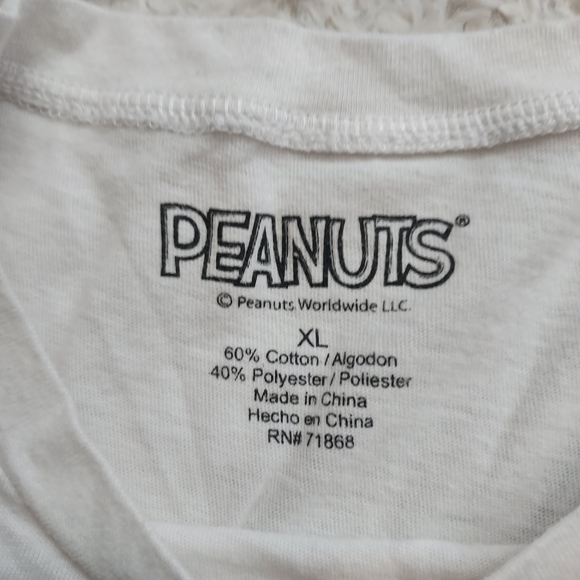 PEANUTS®
© Peanuts Worldwide LLC.
XL
60% Cotton / Algodon
40% Polyester / Poliester
Made in China
Hecho en China
RN# 71868